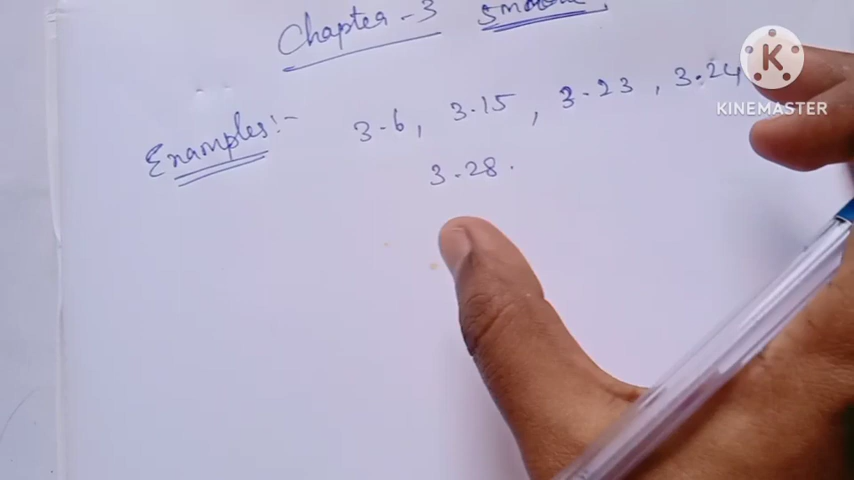 Chapter - 3
Examples :-
3.6, 3.15, 3.23, 3.24
3.28.
K
KINEMASTER